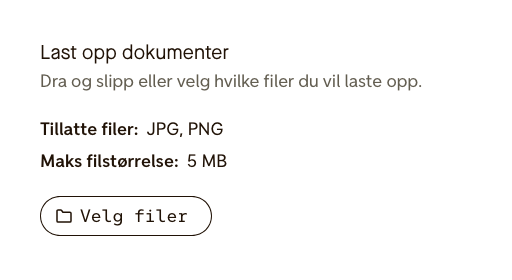 Last opp dokumenter
Dra og slipp eller velg hvilke filer du vil laste opp.
Tillatte filer: JPG, PNG
Maks filstørrelse: 5 MB
Velg filer